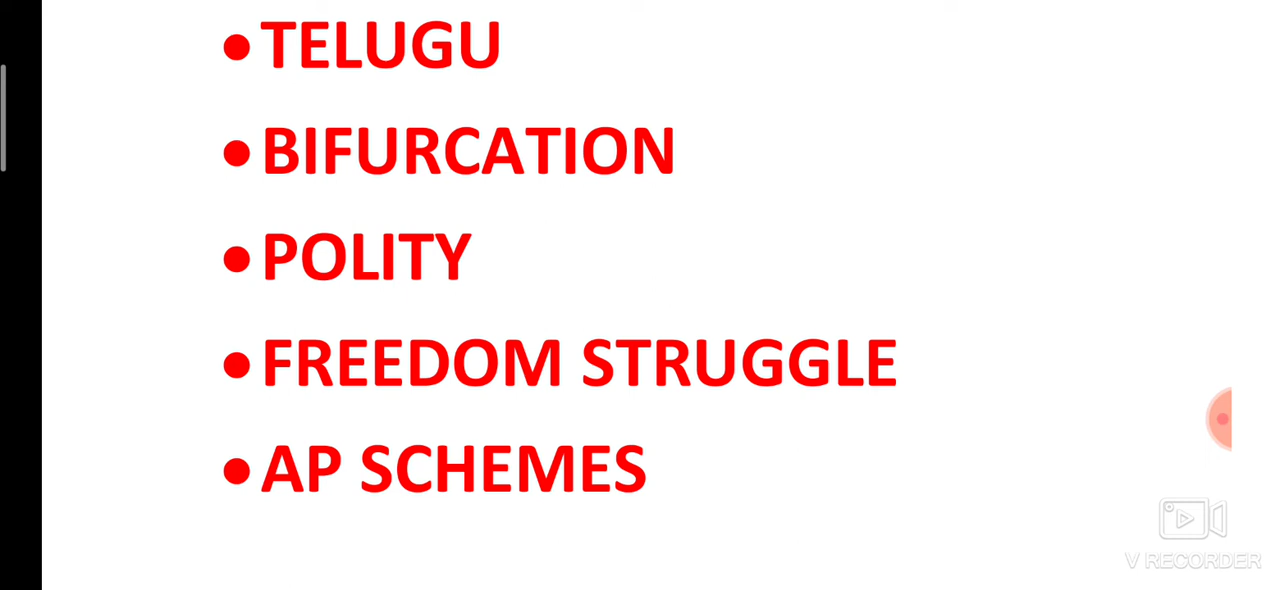 • TELUGU
• BIFURCATION
• POLITY
• FREEDOM STRUGGLE
• AP SCHEMES
V RECORDER